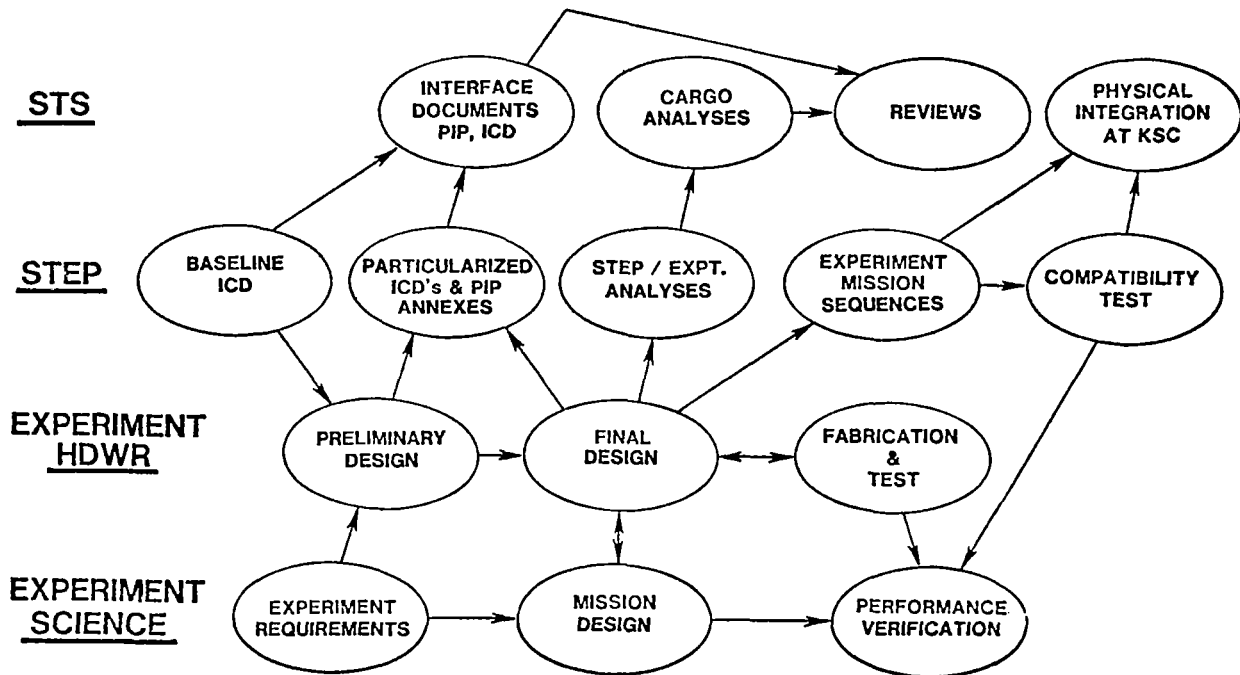 STS
INTERFACE
DOCUMENTS
PIP, ICD
CARGO
ANALYSES
REVIEWS
PHYSICAL
INTEGRATION
AT KSC
STEP
BASELINE
ICD
PARTICULARIZED
ICD's & PIP
ANNEXES
STEP / EXPT.
ANALYSES
EXPERIMENT
MISSION
SEQUENCES
COMPATIBILITY
TEST
EXPERIMENT
HDWR
PRELIMINARY
DESIGN
FINAL
DESIGN
FABRICATION
&
TEST
EXPERIMENT
SCIENCE
EXPERIMENT
REQUIREMENTS
MISSION
DESIGN
PERFORMANCE
VERIFICATION